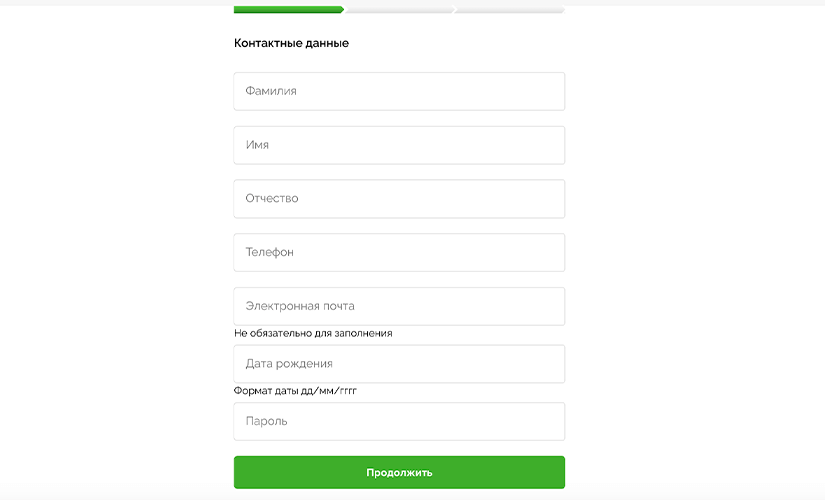 Контактные данные
Фамилия
Имя
Отчество
Телефон
Электронная почта
Не обязательно для заполнения
Дата рождения
Формат даты дд/мм/гггг
Пароль
Продолжить